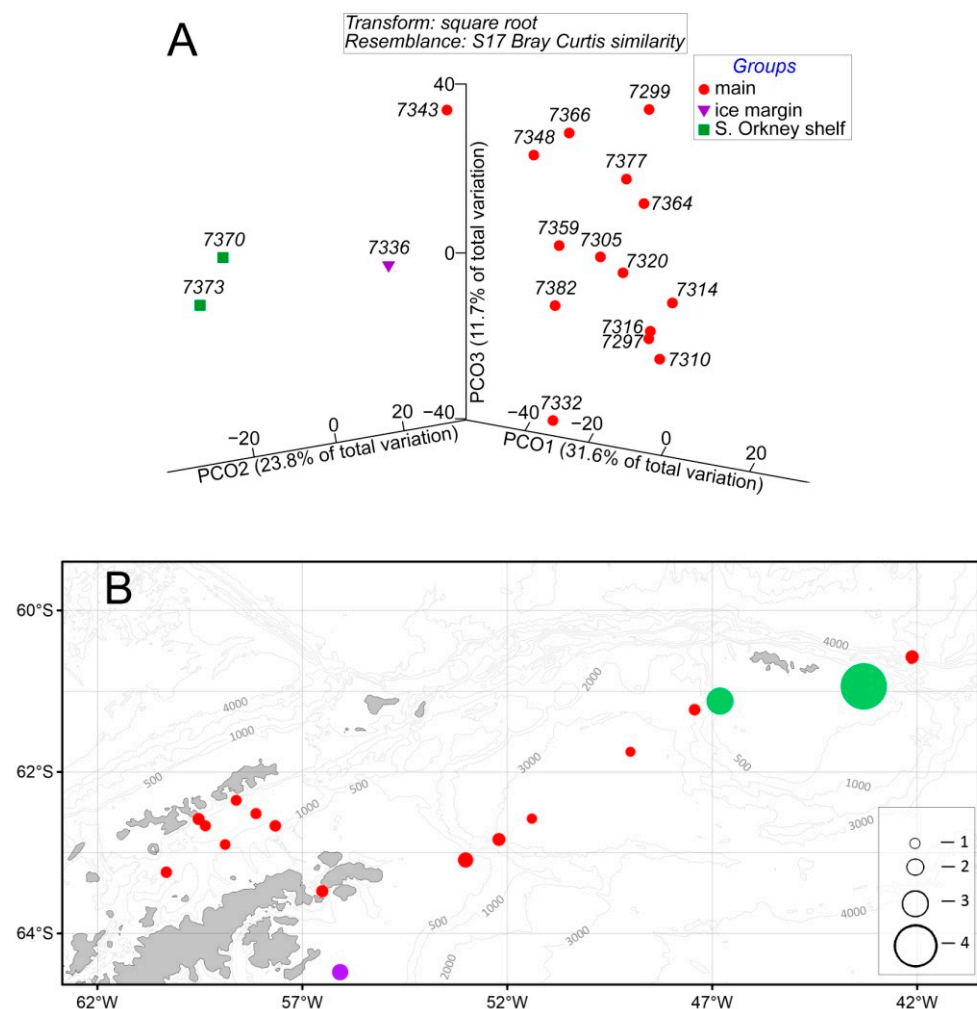 A
Transform: square root
Resemblance: S17 Bray Curtis similarity
Groups
main
ice margin
S. Orkney shelf
40
7343
7366
7299
7348
7377
7364
7370
7336
0
7359
7305
7320
7373
7382
7314
7316
7297
7310
PCO3 (11.7% of total variation)
−40
7332
−20
0
20
PCO2 (23.8% of total variation)
−40
−20
0
20
PCO1 (31.6% of total variation)
B
60°S
62°S
64°S
4000
2000
4000
1000
500
3000
1000
500
500
1000
500
1000
3000
3000
4000
500
1000
3000
2000
1
2
3
4
62°W
57°W
52°W
47°W
42°W